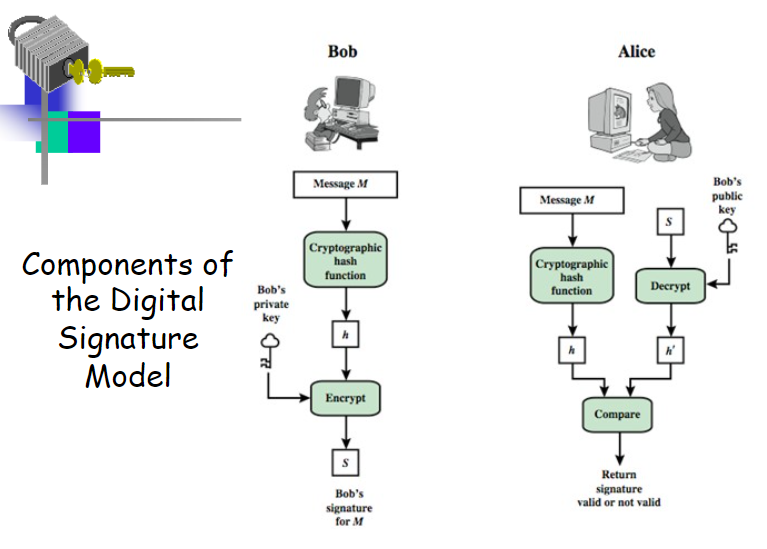 Components of
the Digital
Signature
Model
Bob
Message M
Cryptographic
hash
function
Bob's
private
key
h
Encrypt
S
Bob's
signature
for M
Alice
Message M
Bob's
public
key
S
Cryptographic
hash
function
Decrypt
h
h'
Compare
Return
signature
valid or not valid